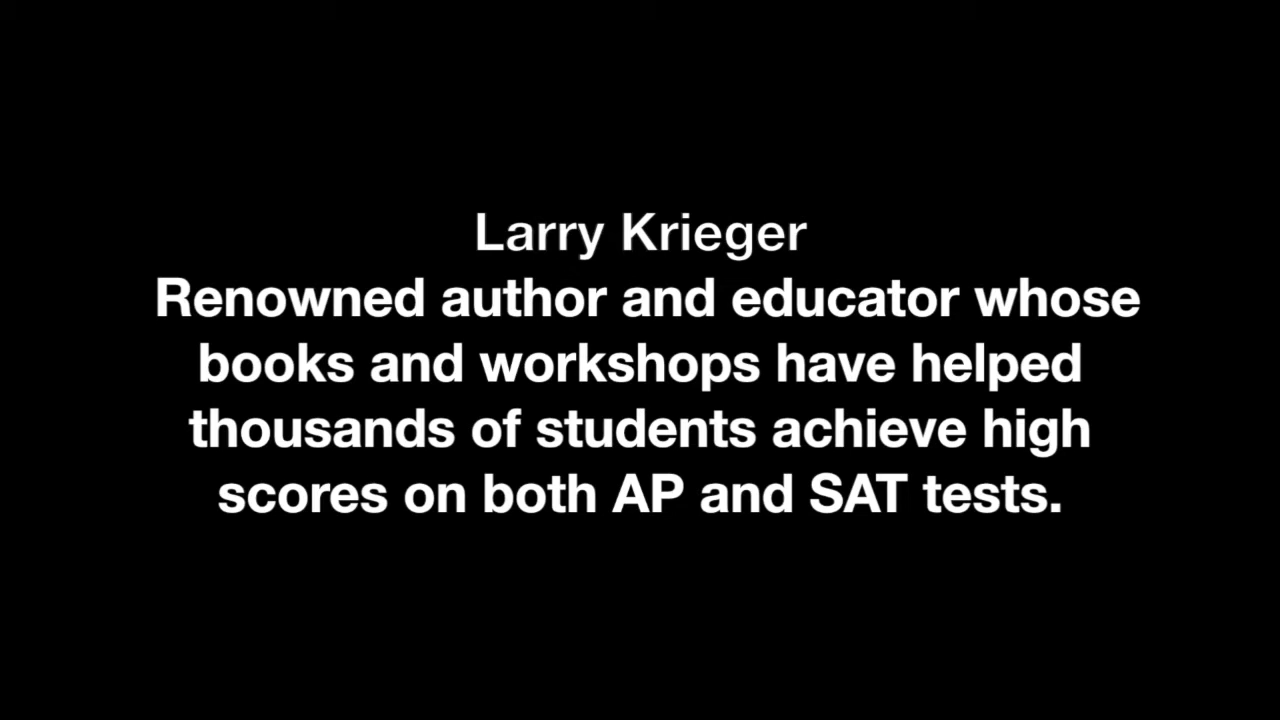 Larry Krieger
Renowned author and educator whose
books and workshops have helped
thousands of students achieve high
scores on both AP and SAT tests.